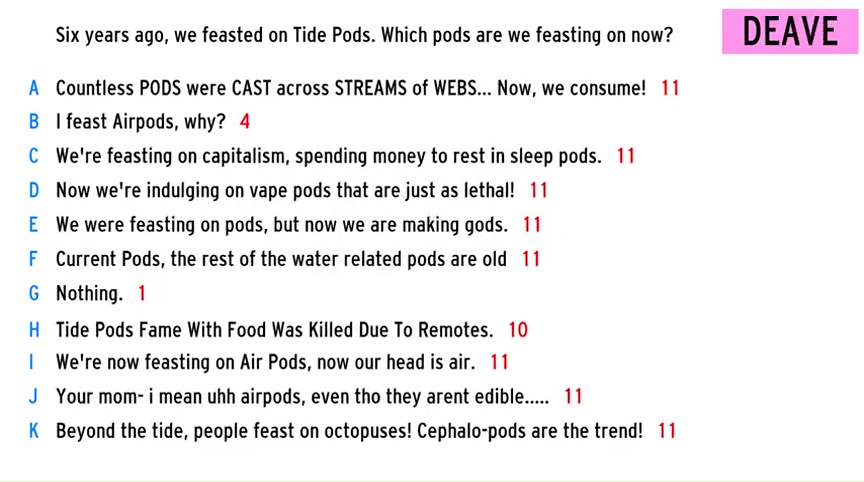 Six years ago, we feasted on Tide Pods. Which pods are we feasting on now?
DEAVE
A Countless PODS were CAST across STREAMS of WEBS... Now, we consume! 11
B I feast Airpods, why? 4
C We're feasting on capitalism, spending money to rest in sleep pods. 11
D Now we're indulging on vape pods that are just as lethal! 11
E We were feasting on pods, but now we are making gods. 11
F Current Pods, the rest of the water related pods are old 11
G Nothing. 1
H Tide Pods Fame With Food Was Killed Due To Remotes. 10
I We're now feasting on Air Pods, now our head is air. 11
J Your mom- i mean uhh airpods, even tho they arent edible..... 11
K Beyond the tide, people feast on octopuses! Cephalo-pods are the trend! 11